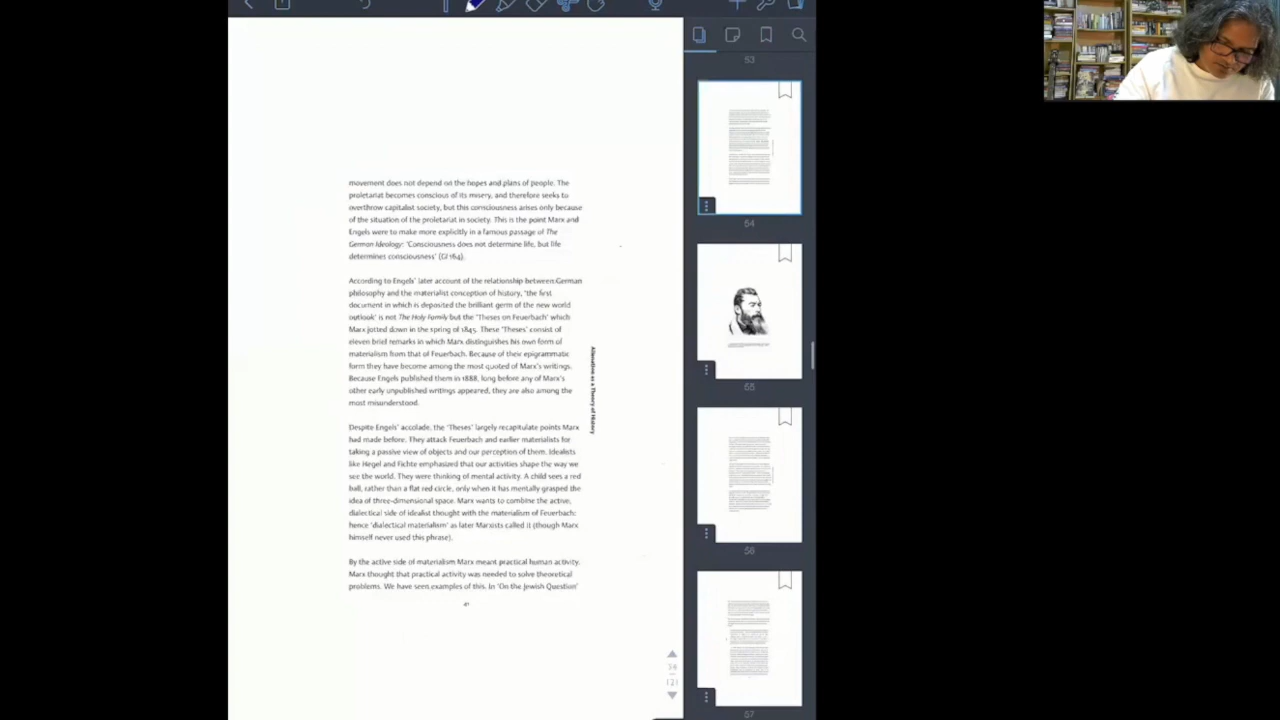 movement does not depend on the hopes and plans of people. The
proletariat becomes conscious of its misery, and therefore seeks to
overthrow capitalist society, but this consciousness arises only because
of the situation of the proletariat in society. This is the point Marx and
Engels were to make more explicitly in a famous passage of The
German Ideology: 'Consciousness does not determine life, but life
determines consciousness' (GI 164).
According to Engels' later account of the relationship between German
philosophy and the materialist conception of history, 'the first
document in which is deposited the brilliant germ of the new world
outlook' is not The Holy Family but the 'Theses on Feuerbach' which
Marx jotted down in the spring of 1845. These 'Theses' consist of
eleven brief remarks in which Marx distinguishes his own form of
materialism from that of Feuerbach. Because of their epigrammatic
form they have become among the most quoted of Marx's writings.
Because Engels published them in 1888, long before any of Marx's
other early unpublished writings appeared, they are also among the
most misunderstood.
Despite Engels' accolade, the 'Theses' largely recapitulate points Marx
had made before. They attack Feuerbach and earlier materialists for
taking a passive view of objects and our perception of them. Idealists
like Hegel and Fichte emphasized that our activities shape the way we
see the world. They were thinking of mental activity. A child sees a red
ball, rather than a flat red circle, only when it has mentally grasped the
idea of three-dimensional space. Marx wants to combine the active,
dialectical side of idealist thought with the materialism of Feuerbach:
hence 'dialectical materialism' as later Marxists called it (though Marx
himself never used this phrase).
By the active side of materialism Marx meant practical human activity.
Marx thought that practical activity was needed to solve theoretical
problems. We have seen examples of this. In 'On the Jewish Question'
41
Alienation as a Theory of History
53
54
55
56
57